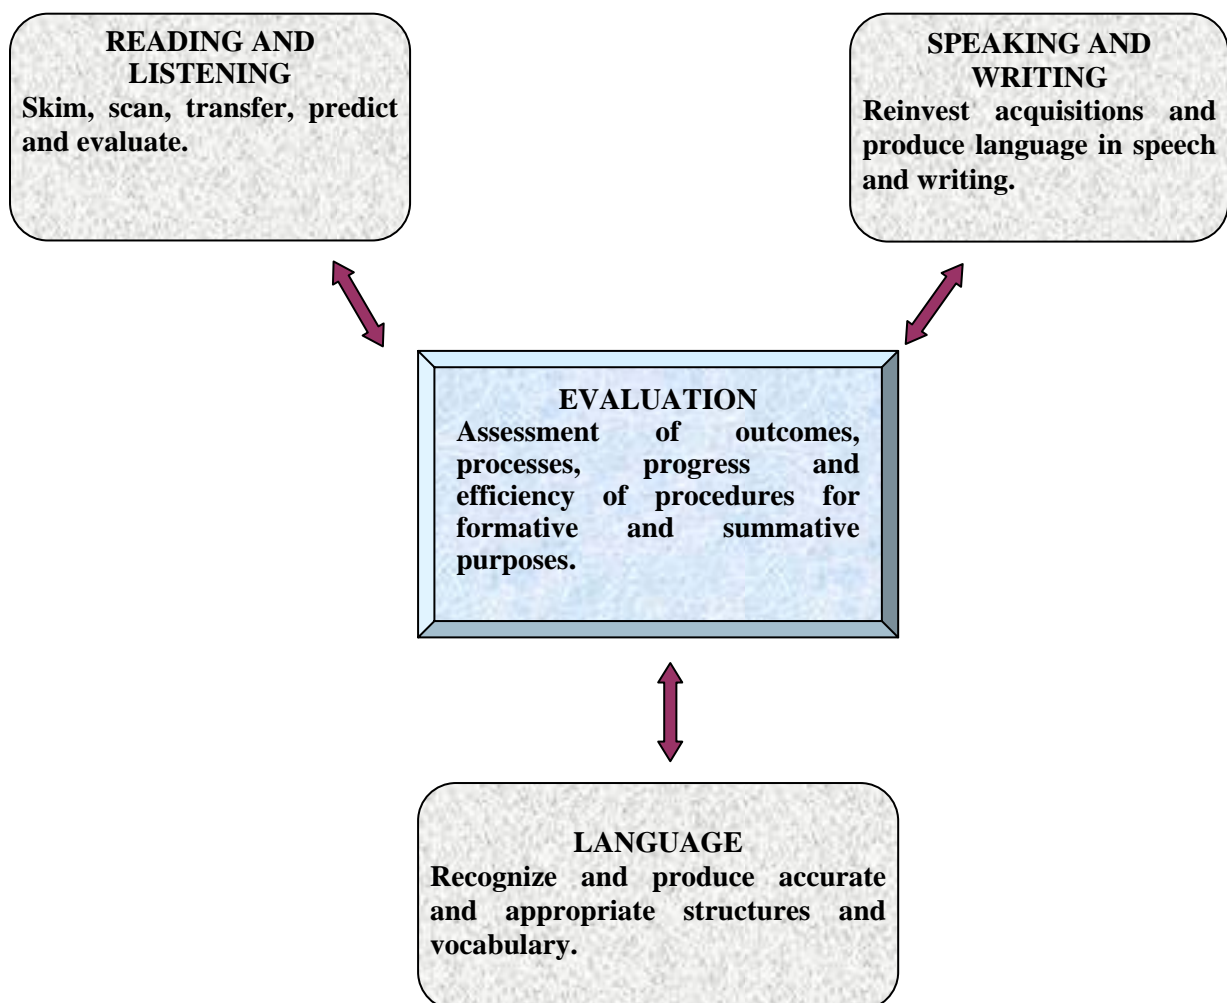 READING AND
LISTENING
Skim, scan, transfer, predict
and evaluate.
SPEAKING AND
WRITING
Reinvest acquisitions and
produce language in speech
and writing.
EVALUATION
Assessment of outcomes,
processes, progress and
efficiency of procedures for
formative and summative
purposes.
LANGUAGE
Recognize and produce accurate
and appropriate structures and
vocabulary.